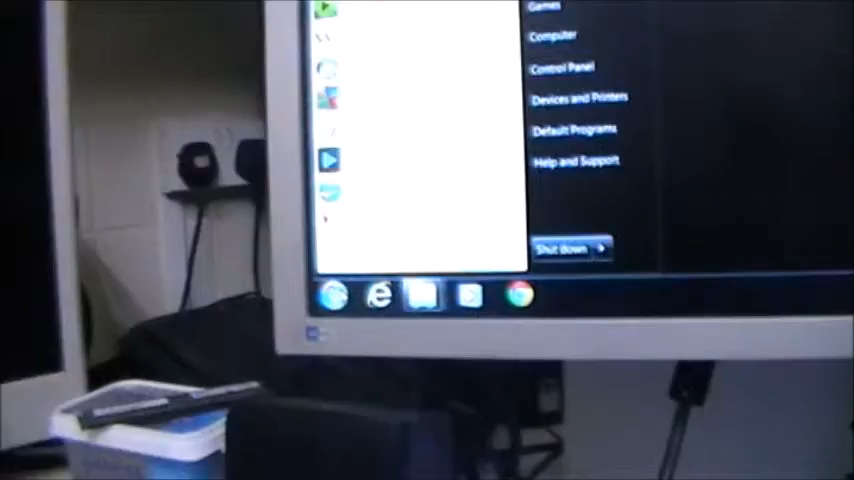 Games
Computer
Control Panel
Devices and Printers
Default Programs
Help and Support
Shut down